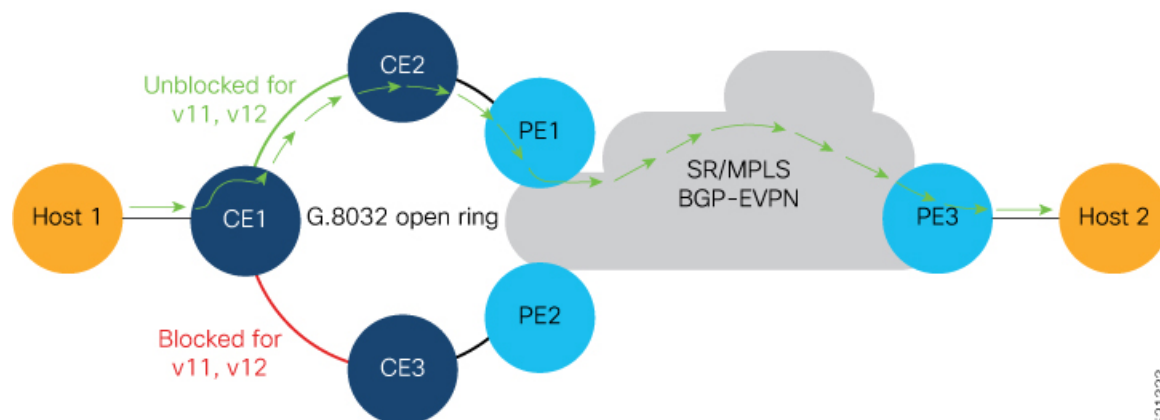 CE2
Unblocked for
v11, v12
PE1
SR/MPLS
BGP-EVPN
Host 1
CE1
G.8032 open ring
PE3
Host 2
PE2
Blocked for
v11, v12
CE3